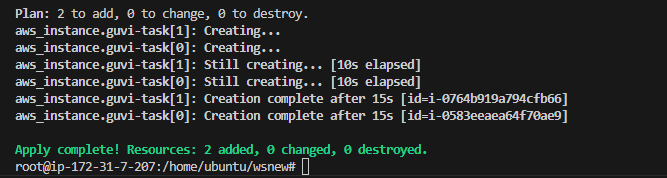 Plan: 2 to add, 0 to change, 0 to destroy.
aws_instance.guvi-task[1]: Creating...
aws_instance.guvi-task[0]: Creating...
aws_instance.guvi-task[1]: Still creating... [10s elapsed]
aws_instance.guvi-task[0]: Still creating... [10s elapsed]
aws_instance.guvi-task[1]: Creation complete after 15s [id=i-0764b919a794cfb66]
aws_instance.guvi-task[0]: Creation complete after 15s [id=i-0583eeaea64f70ae9]
Apply complete! Resources: 2 added, 0 changed, 0 destroyed.
root@ip-172-31-7-207:/home/ubuntu/wsnew#